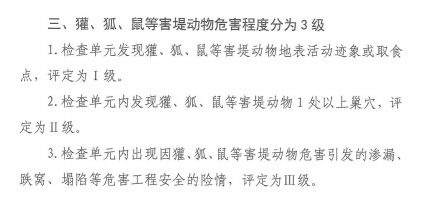 三、獾、狐、鼠等害堤动物危害程度分为 3 级
1.检查单元发现獾、狐、鼠等害堤动物地表活动迹象或取食
点，评定为Ⅰ级。
2.检查单元内发现獾、狐、鼠等害堤动物 1 处以上巢穴，评
定为Ⅱ级。
3.检查单元内出现因獾、狐、鼠等害堤动物危害引发的渗漏、
跌窝、塌陷等危害工程安全的险情，评定为Ⅲ级。